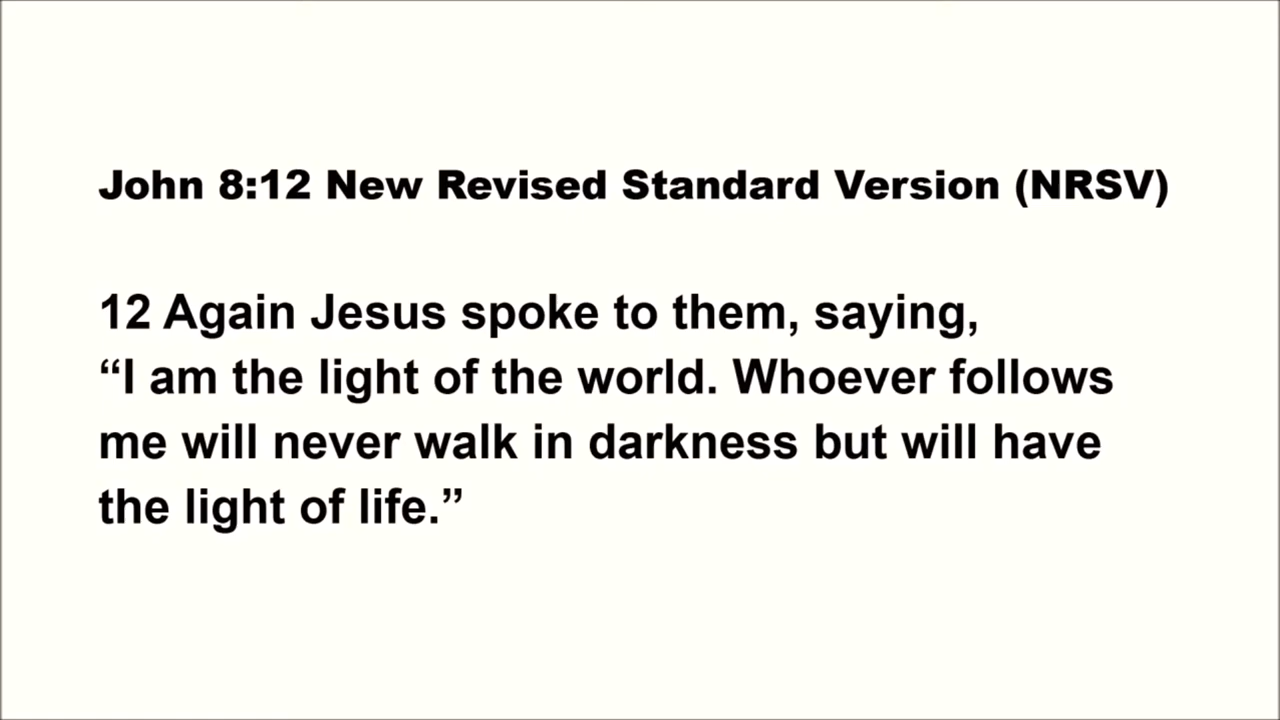 John 8:12 New Revised Standard Version (NRSV)
12 Again Jesus spoke to them, saying,
“I am the light of the world. Whoever follows
me will never walk in darkness but will have
the light of life.”